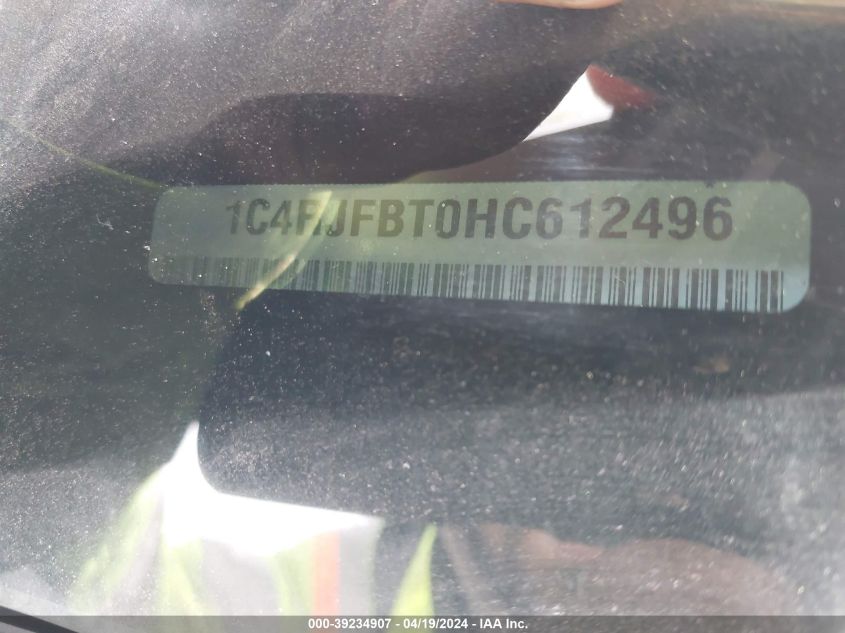 1C4RJFBT0HC612496
000-39234907 - 04/19/2024 - IAA, Inc.